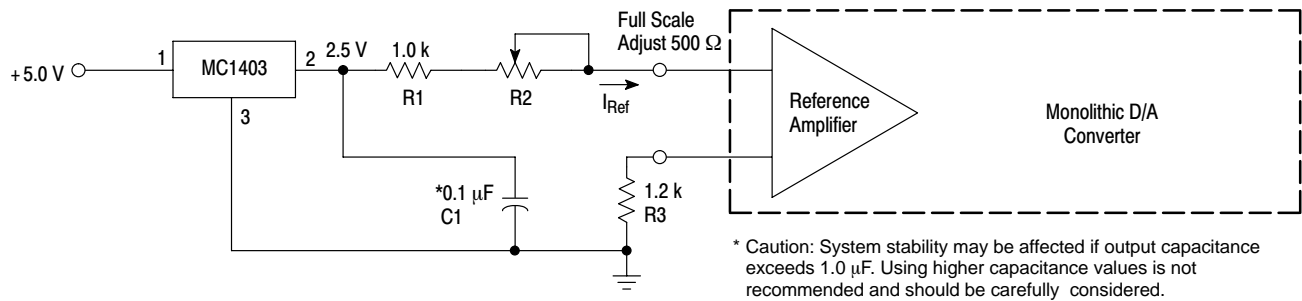 +5.0 V
1
MC1403
2
3
2.5 V
1.0 k
R1
R2
IRef
Full Scale
Adjust 500 Ω
*0.1 μF
C1
1.2 k
R3
Reference
Amplifier
Monolithic D/A
Converter
* Caution: System stability may be affected if output capacitance
exceeds 1.0 μF. Using higher capacitance values is not
recommended and should be carefully considered.